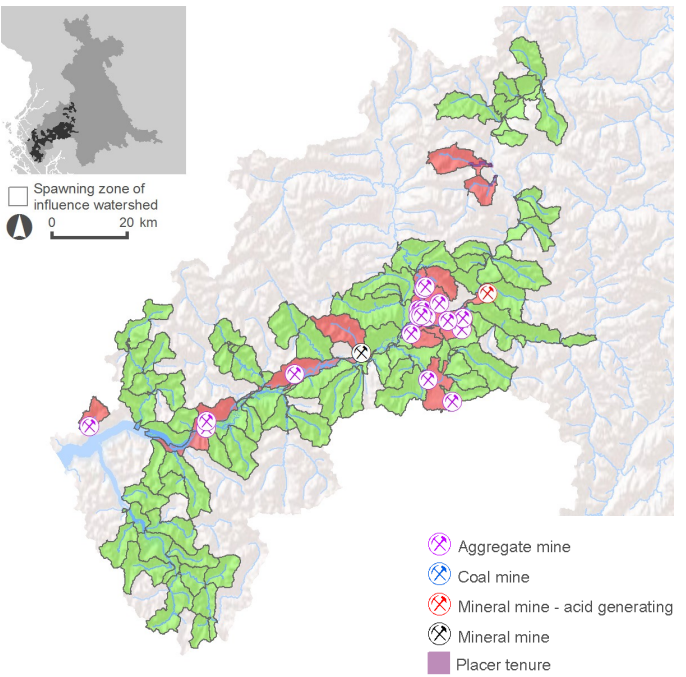 Spawning zone of
influence watershed
0 20 km
Aggregate mine
Coal mine
Mineral mine - acid generating
Mineral mine
Placer tenure